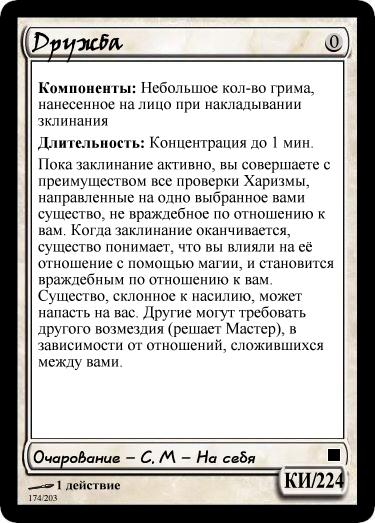 Дружба 0
Компоненты: Небольшое кол-во грима,
нанесенное на лицо при накладывании
зклинания
Длительность: Концентрация до 1 мин.
Пока заклинание активно, вы совершаете с
преимуществом все проверки Харизмы,
направленные на одно выбранное вами
существо, не враждебное по отношению к
вам. Когда заклинание оканчивается,
существо понимает, что вы влияли на её
отношение с помощью магии, и становится
враждебным по отношению к вам.
Существо, склонное к насилию, может
напасть на вас. Другие могут требовать
другого возмездия (решает Мастер), в
зависимости от отношений, сложившихся
между вами.
Очарование – С, М – На себя
1 действие
КИ/224
174/203